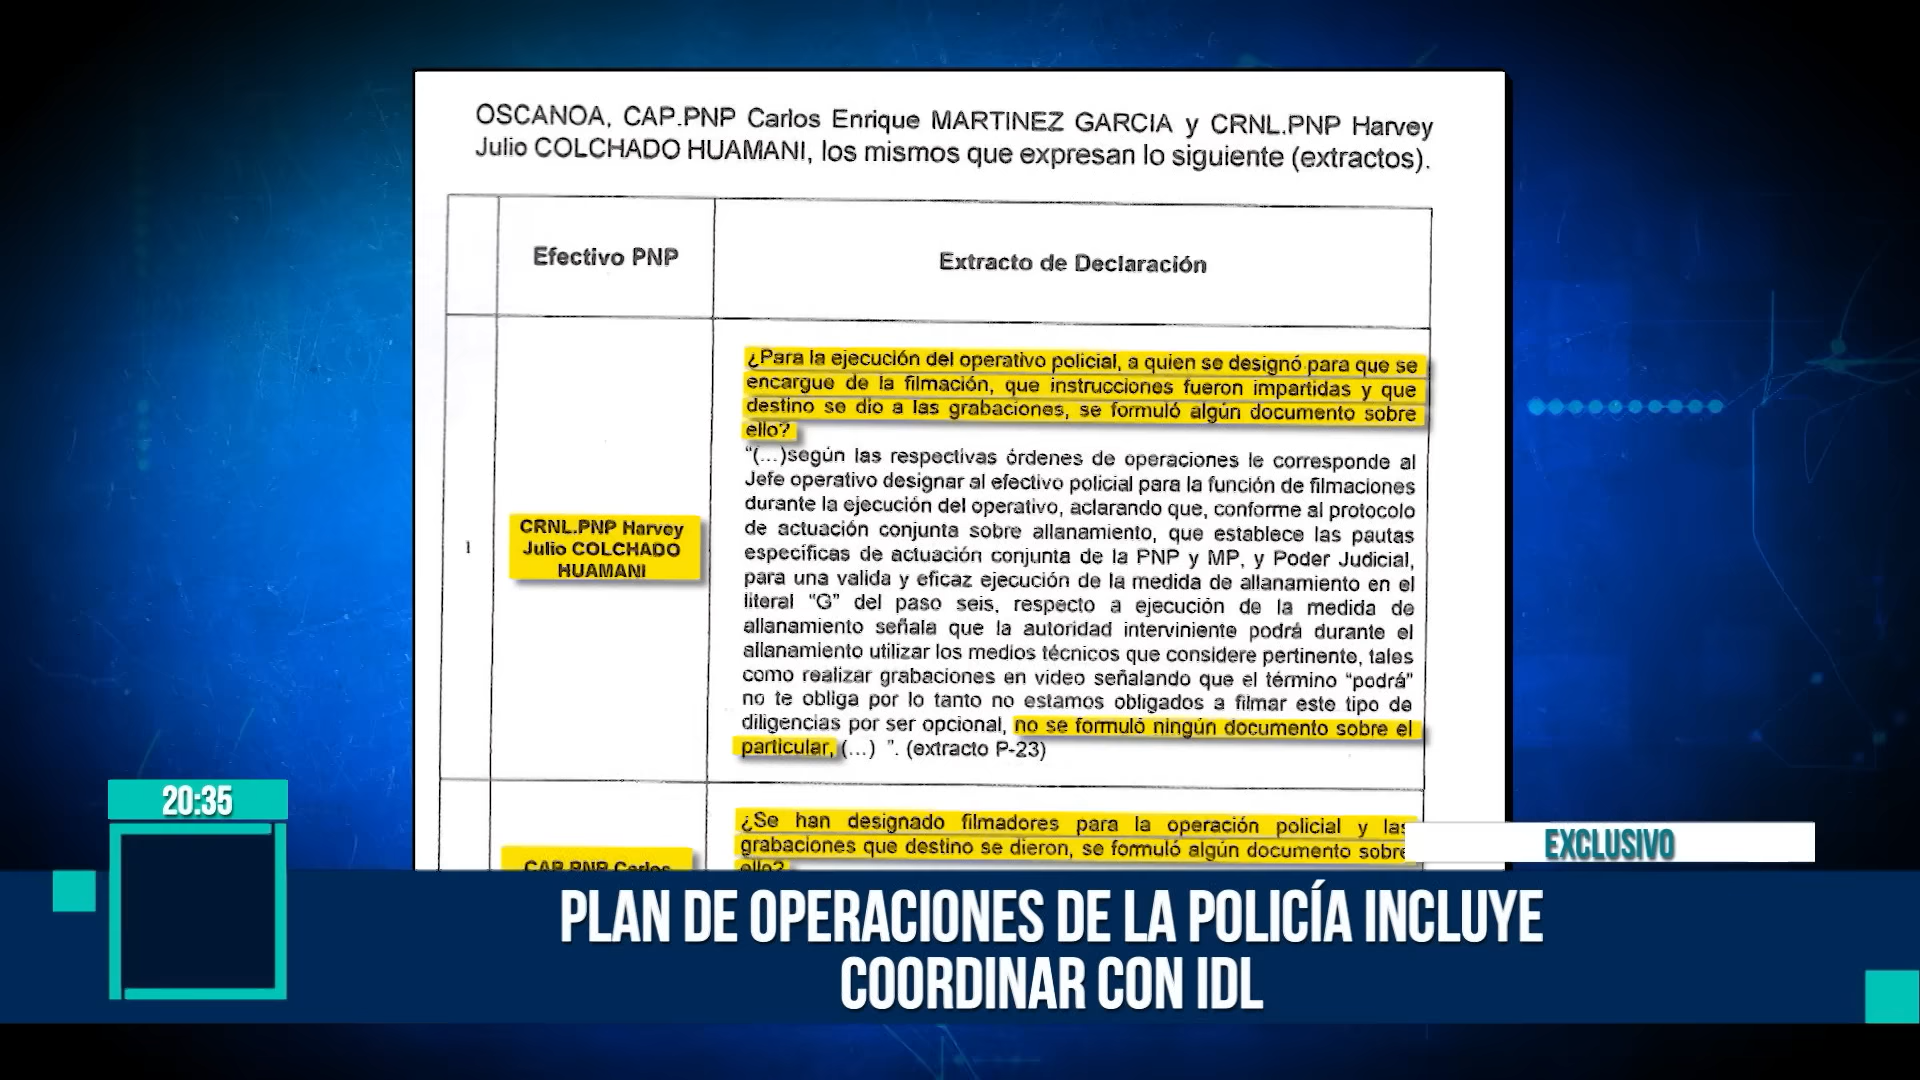 OSCANOA, CAP.PNP Carlos Enrique MARTINEZ GARCIA y CRNL.PNP Harvey
Julio COLCHADO HUAMANI, los mismos que expresan lo siguiente (extractos).
Efectivo PNP
Extracto de Declaración
1
CRNL.PNP Harvey
Julio COLCHADO
HUAMANI
¿Para la ejecución del operativo policial, a quien se designó para que se
encargue de la filmación, que instrucciones fueron impartidas y que
destino se dio a las grabaciones, se formuló algún documento sobre
ello?
"(...)según las respectivas órdenes de operaciones le corresponde al
Jefe operativo designar al efectivo policial para la función de filmaciones
durante la ejecución del operativo, aclarando que, conforme al protocolo
de actuación conjunta sobre allanamiento, que establece las pautas
específicas de actuación conjunta de la PNP y MP, y Poder Judicial,
para una valida y eficaz ejecución de la medida de allanamiento en el
literal "G" del paso seis, respecto a ejecución de la medida de
allanamiento señala que la autoridad interviniente podrá durante el
allanamiento utilizar los medios técnicos que considere pertinente, tales
como realizar grabaciones en video señalando que el término "podrá"
no te obliga por lo tanto no estamos obligados a filmar este tipo de
diligencias por ser opcional, no se formuló ningún documento sobre el
particular, (...) ". (extracto P-23)
CAP.PNP Carlos
¿Se han designado filmadores para la operación policial y las
grabaciones que destino se dieron, se formuló algún documento sobre
ello?
20:35
EXCLUSIVO
PLAN DE OPERACIONES DE LA POLICÍA INCLUYE
COORDINAR CON IDL